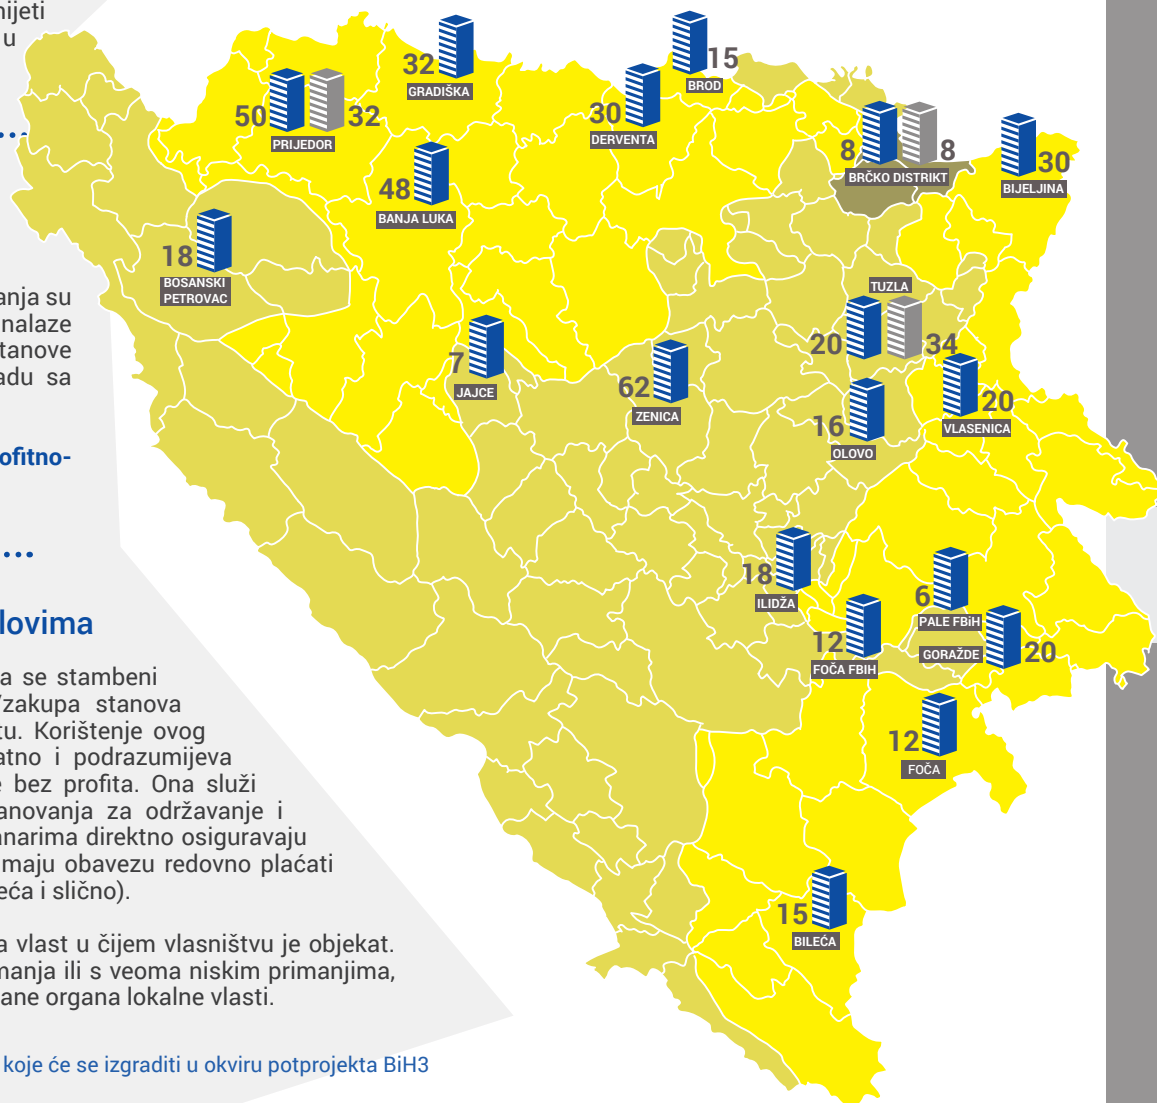 nijeti
u
...
anja su
nalaze
tanove
adu sa
ofitno-
...
lovima
a se stambeni
/zakupa stanova
tu. Korištenje ovog
atno i podrazumijeva
e bez profita. Ona služi
anovanja za održavanje i
anarima direktno osiguravaju
maju obavezu redovno plaćati
eća i slično).
a vlast u čijem vlasništvu je objekat.
manja ili s veoma niskim primanjima,
ane organa lokalne vlasti.
koje će se izgraditi u okviru potprojekta BiH3
15
BROD
32
GRADIŠKA
30
DERVENTA
50 32
PRIJEDOR
8 8
BRČKO DISTRIKT
30
BIJELJINA
48
BANJA LUKA
18
BOSANSKI
PETROVAC
TUZLA
20 34
7
JAJCE
62
ZENICA
20
VLASENICA
16
OLOVO
18
ILIDŽA
6
PALE FBiH
12
FOČA FBIH
GORAŽDE 20
12
FOČA
15
BILEĆA